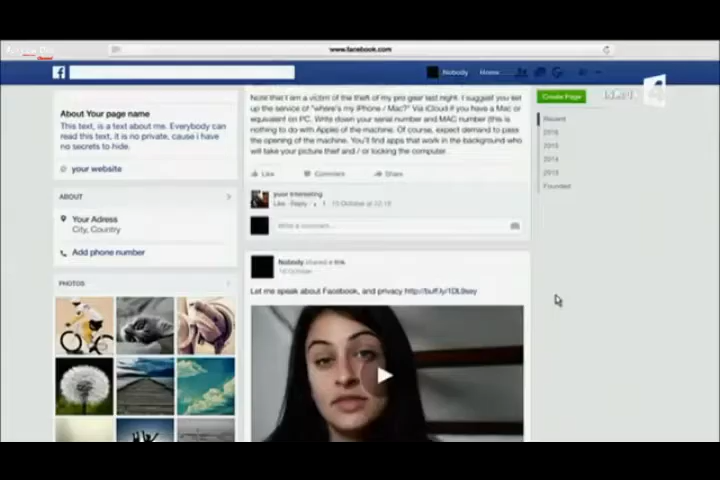 www.facebook.com
Nobody
Home
Create Page
About Your page name
This text, is a text about me. Everybody can
read this text, it is no private, cause i have
no secrets to hide.
your website
ABOUT
Your Adress
City, Country
Add phone number
PHOTOS
Note that I am a victim of the theft of my pro gear last night. I suggest you set
up the service of "where's my iPhone / Mac?" Via iCloud if you have a Mac or
equivalent on PC. Write down your serial number and MAC number (this is
nothing to do with Apple of the machine. Of course, expect demand to pass
the opening of the machine. You'll find apps that work in the background who
will take your picture thief and / or locking the computer
Like
Comment
Share
Interesting
Like · Reply · 1 ·
Write a comment...
Nobody shared a link
Let me speak about Facebook, and privacy
Recent
2016
2015
2014
2013
Founded
4